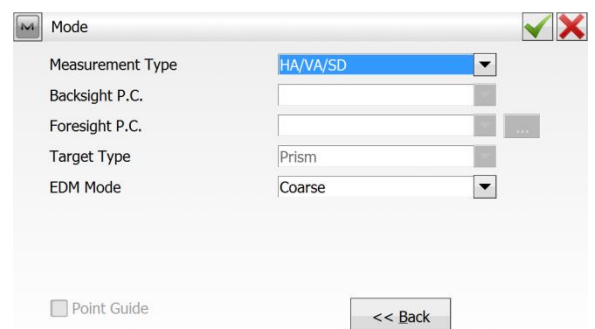 Mode
Measurement Type HA/VA/SD
Backsight P.C.
Foresight P.C. ...
Target Type Prism
EDM Mode Coarse
Point Guide << Back